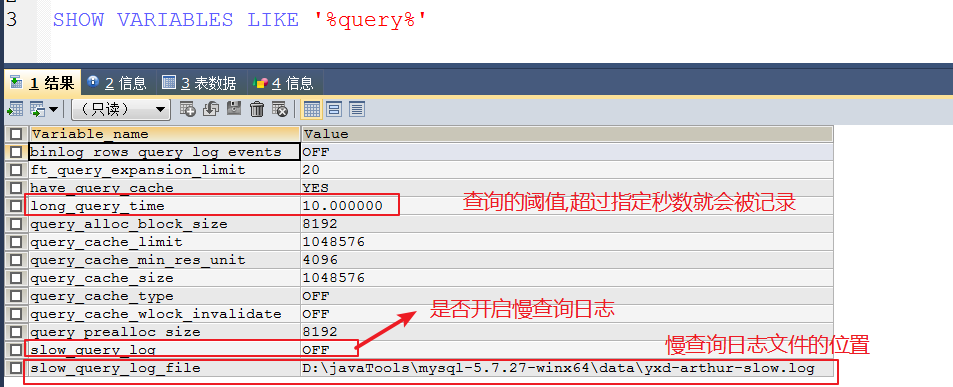 3 SHOW VARIABLES LIKE '%query%'
1 结果 2 信息 3 表数据 4 信息
（只读）
Variable_name Value
binlog_rows_query_log_events OFF
ft_query_expansion_limit 20
have_query_cache YES
long_query_time 10.000000 查询的阈值,超过指定秒数就会被记录
query_alloc_block_size 8192
query_cache_limit 1048576
query_cache_min_res_unit 4096
query_cache_size 1048576
query_cache_type OFF
query_cache_wlock_invalidate OFF 是否开启慢查询日志
query_prealloc_size 8192
slow_query_log OFF 慢查询日志文件的位置
slow_query_log_file D:\javaTools\mysql-5.7.27-winx64\data\yxd-arthur-slow.log